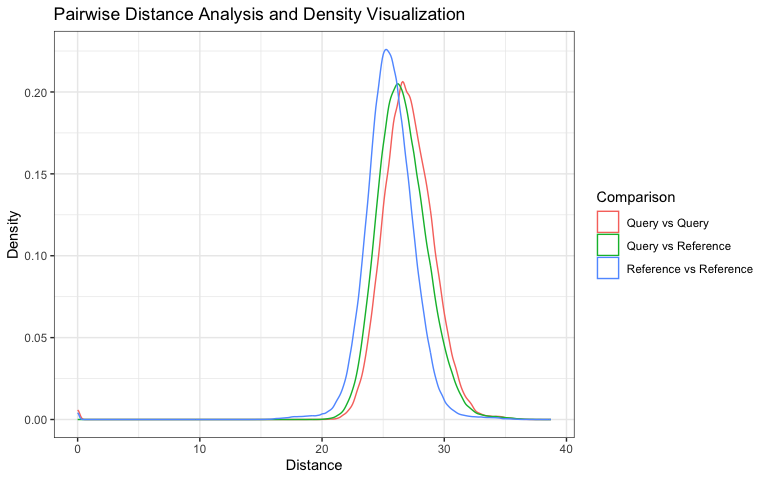 Pairwise Distance Analysis and Density Visualization
Density
0.20
0.15
0.10
0.05
0.00
0 10 20 30 40
Distance
Comparison
Query vs Query
Query vs Reference
Reference vs Reference